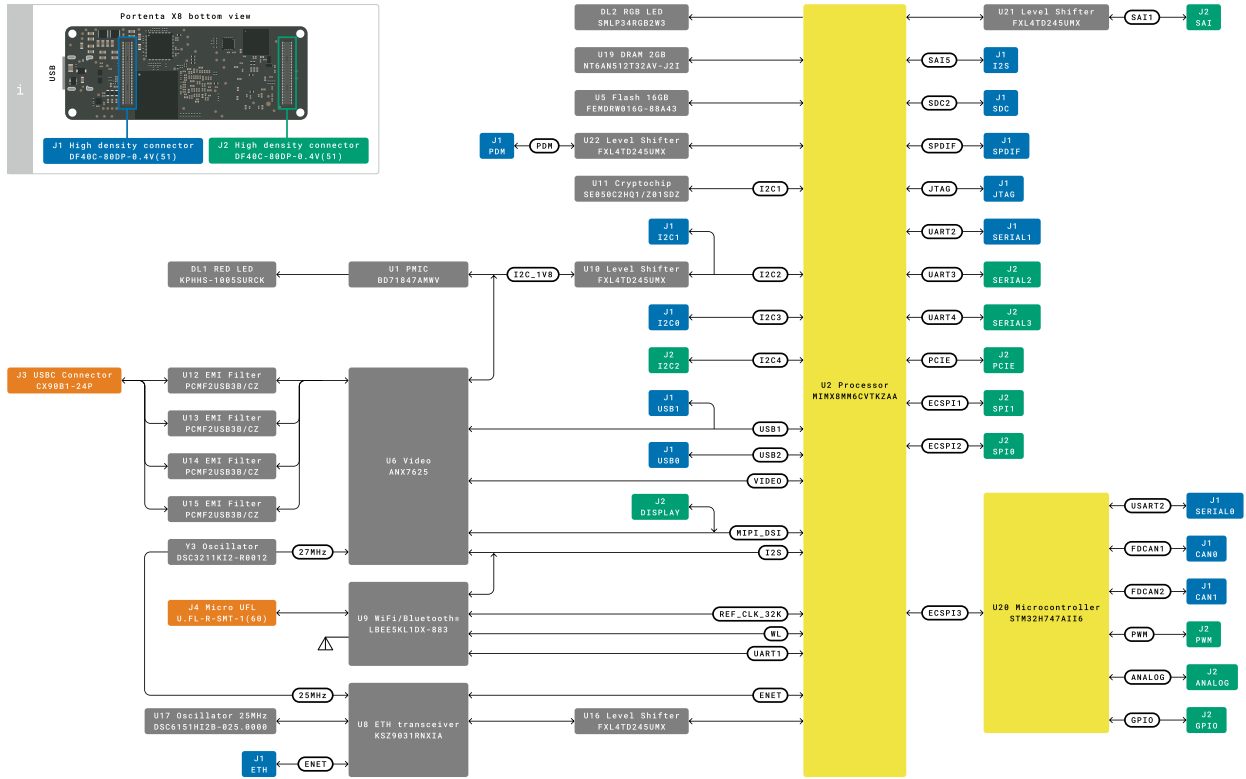 Portenta X8 bottom view
i
USB
J1 High density connector
DF40C-80DP-0.4V(51)
J2 High density connector
DF40C-80DP-0.4V(51)
DL2 RGB LED
SMLP34RGB2W3
U19 DRAM 2GB
NT6AN512T32AV-J2I
U5 Flash 16GB
FEMDRW016G-88A43
J1
PDM
PDM
U22 Level Shifter
FXL4TD245UMX
U11 Cryptochip
SE050C2HQ1/Z01SDZ
I2C1
J1
I2C1
DL1 RED LED
KPHHS-1005SURCK
U1 PMIC
BD71847AMWV
I2C_1V8
U10 Level Shifter
FXL4TD245UMX
I2C2
J1
I2C0
I2C3
J2
I2C2
I2C4
J3 USBC Connector
CX90B1-24P
U12 EMI Filter
PCMF2USB3B/CZ
U13 EMI Filter
PCMF2USB3B/CZ
U14 EMI Filter
PCMF2USB3B/CZ
U15 EMI Filter
PCMF2USB3B/CZ
U6 Video
ANX7625
J1
USB1
USB1
J1
USB0
USB2
VIDEO
J2
DISPLAY
MIPI_DSI
I2S
Y3 Oscillator
DSC3211KI2-R0012
27MHz
J4 Micro UFL
U.FL-R-SMT-1(60)
U9 WiFi/Bluetooth®
LBEE5KL1DX-883
REF_CLK_32K
WL
UART1
25MHz
ENET
U17 Oscillator 25MHz
DSC6151HI2B-025.0000
U8 ETH transceiver
KSZ9031RNXIA
U16 Level Shifter
FXL4TD245UMX
J1
ETH
ENET
U2 Processor
MIMX8MM6CVTKZAA
U21 Level Shifter
FXL4TD245UMX
SAI1
J2
SAI
SAI5
J1
I2S
SDC2
J1
SDC
SPDIF
J1
SPDIF
JTAG
J1
JTAG
UART2
J1
SERIAL1
UART3
J2
SERIAL2
UART4
J2
SERIAL3
PCIE
J2
PCIE
ECSPI1
J2
SPI1
ECSPI2
J2
SPI0
ECSPI3
U20 Microcontroller
STM32H747AII6
USART2
J1
SERIAL0
FDCAN1
J1
CAN0
FDCAN2
J1
CAN1
PWM
J2
PWM
ANALOG
J2
ANALOG
GPIO
J2
GPIO